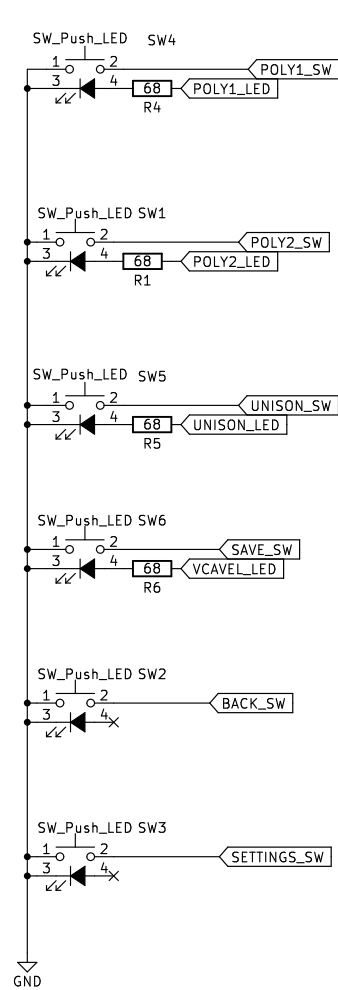 SW_Push_LED SW4
1 2 POLY1_SW
3 4 68 POLY1_LED
R4
SW_Push_LED SW1
1 2 POLY2_SW
3 4 68 POLY2_LED
R1
SW_Push_LED SW5
1 2 UNISON_SW
3 4 68 UNISON_LED
R5
SW_Push_LED SW6
1 2 SAVE_SW
3 4 68 VCAVEL_LED
R6
SW_Push_LED SW2
1 2 BACK_SW
3 4
SW_Push_LED SW3
1 2 SETTINGS_SW
3 4
GND